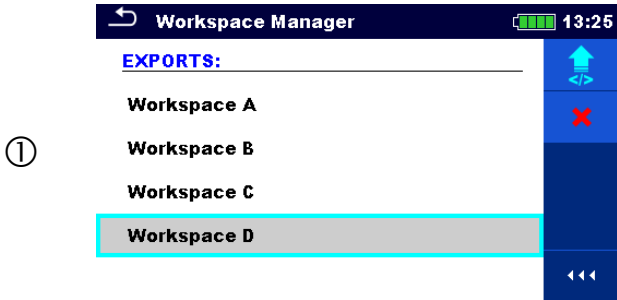 Workspace Manager 13:25
EXPORTS:
</>
Workspace A
Workspace B
①
Workspace C
Workspace D